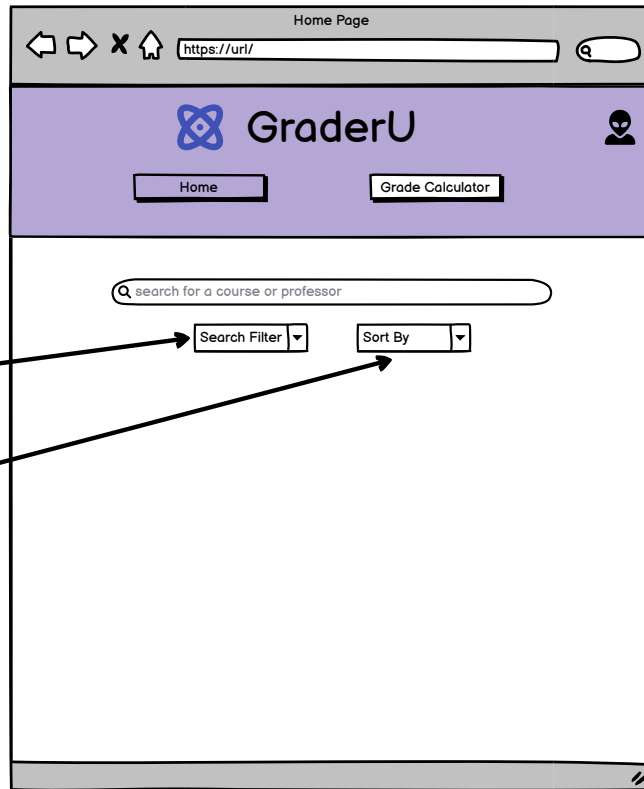 Home Page
https://url/
GraderU
Home
Grade Calculator
search for a course or professor
Search Filter
Sort By